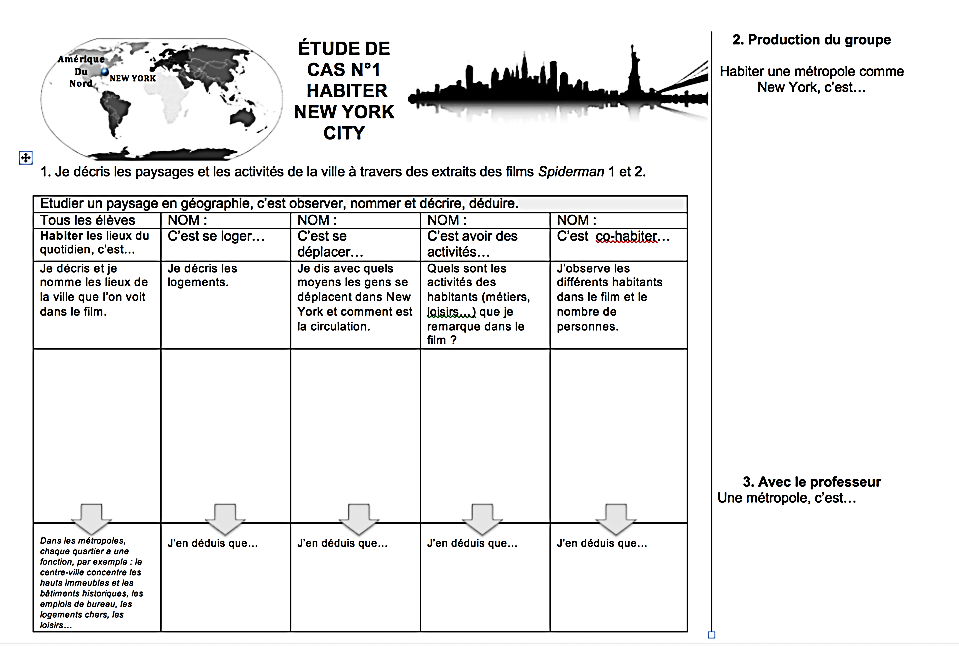 Amérique
Du
Nord
NEW YORK
ÉTUDE DE
CAS N°1
HABITER
NEW YORK
CITY
1. Je décris les paysages et les activités de la ville à travers des extraits des films Spiderman 1 et 2.
Etudier un paysage en géographie, c'est observer, nommer et décrire, déduire.
Tous les élèves
NOM :
NOM :
NOM :
NOM :
Habiter les lieux du
quotidien, c'est…
C'est se loger…
C'est se
déplacer…
C'est avoir des
activités…
C'est co-habiter…
Je décris et je
nomme les lieux de
la ville que l'on voit
dans le film.
Je décris les
logements.
Je dis avec quels
moyens les gens se
déplacent dans New
York et comment est
la circulation.
Quels sont les
activités des
habitants (métiers,
loisirs…) que je
remarque dans le
film ?
J'observe les
différents habitants
dans le film et le
nombre de
personnes.
Dans les métropoles,
chaque quartier a une
fonction, par exemple : le
centre-ville concentre les
hauts immeubles et les
bâtiments historiques, les
emplois de bureau, les
logements chers, les
loisirs…
J'en déduis que…
J'en déduis que…
J'en déduis que…
J'en déduis que…
2. Production du groupe
Habiter une métropole comme
New York, c'est…
3. Avec le professeur
Une métropole, c'est…